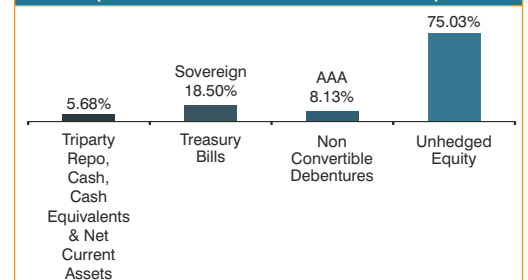 75.03%
Sovereign
18.50%
AAA
8.13%
5.68%
Triparty
Repo,
Cash,
Cash
Equivalents
& Net
Current
Assets
Treasury
Bills
Non
Convertible
Debentures
Unhedged
Equity